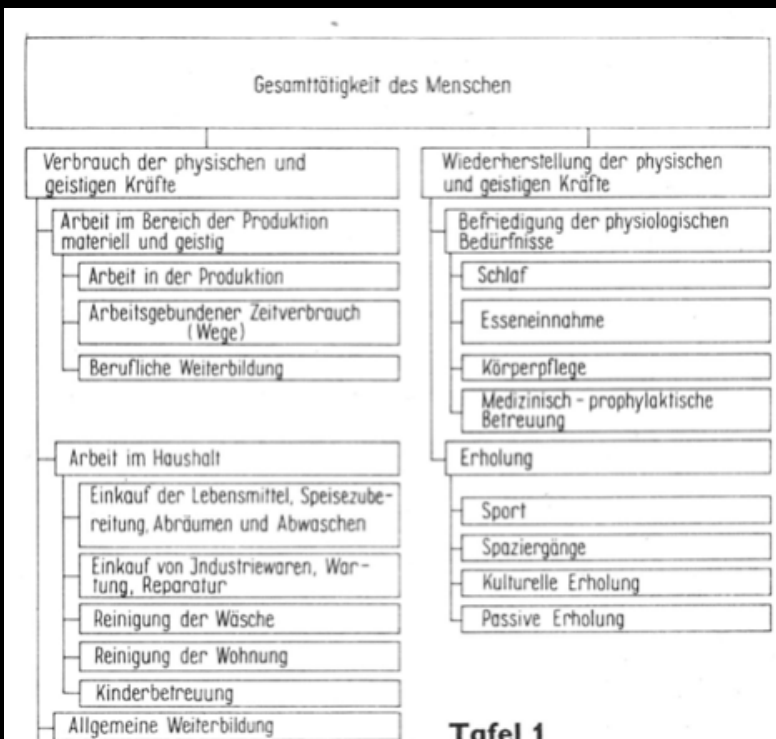 Gesamttätigkeit des Menschen
Verbrauch der physischen und
geistigen Kräfte
Arbeit im Bereich der Produktion
materiell und geistig
Arbeit in der Produktion
Arbeitsgebundener Zeitverbrauch
(Wege)
Berufliche Weiterbildung
Arbeit im Haushalt
Einkauf der Lebensmittel, Speisezube-
reitung, Abräumen und Abwaschen
Einkauf von Industriewaren, War-
tung, Reparatur
Reinigung der Wäsche
Reinigung der Wohnung
Kinderbetreuung
Allgemeine Weiterbildung
Wiederherstellung der physischen
und geistigen Kräfte
Befriedigung der physiologischen
Bedürfnisse
Schlaf
Esseneinnahme
Körperpflege
Medizinisch - prophylaktische
Betreuung
Erholung
Sport
Spaziergänge
Kulturelle Erholung
Passive Erholung
Tafel 1